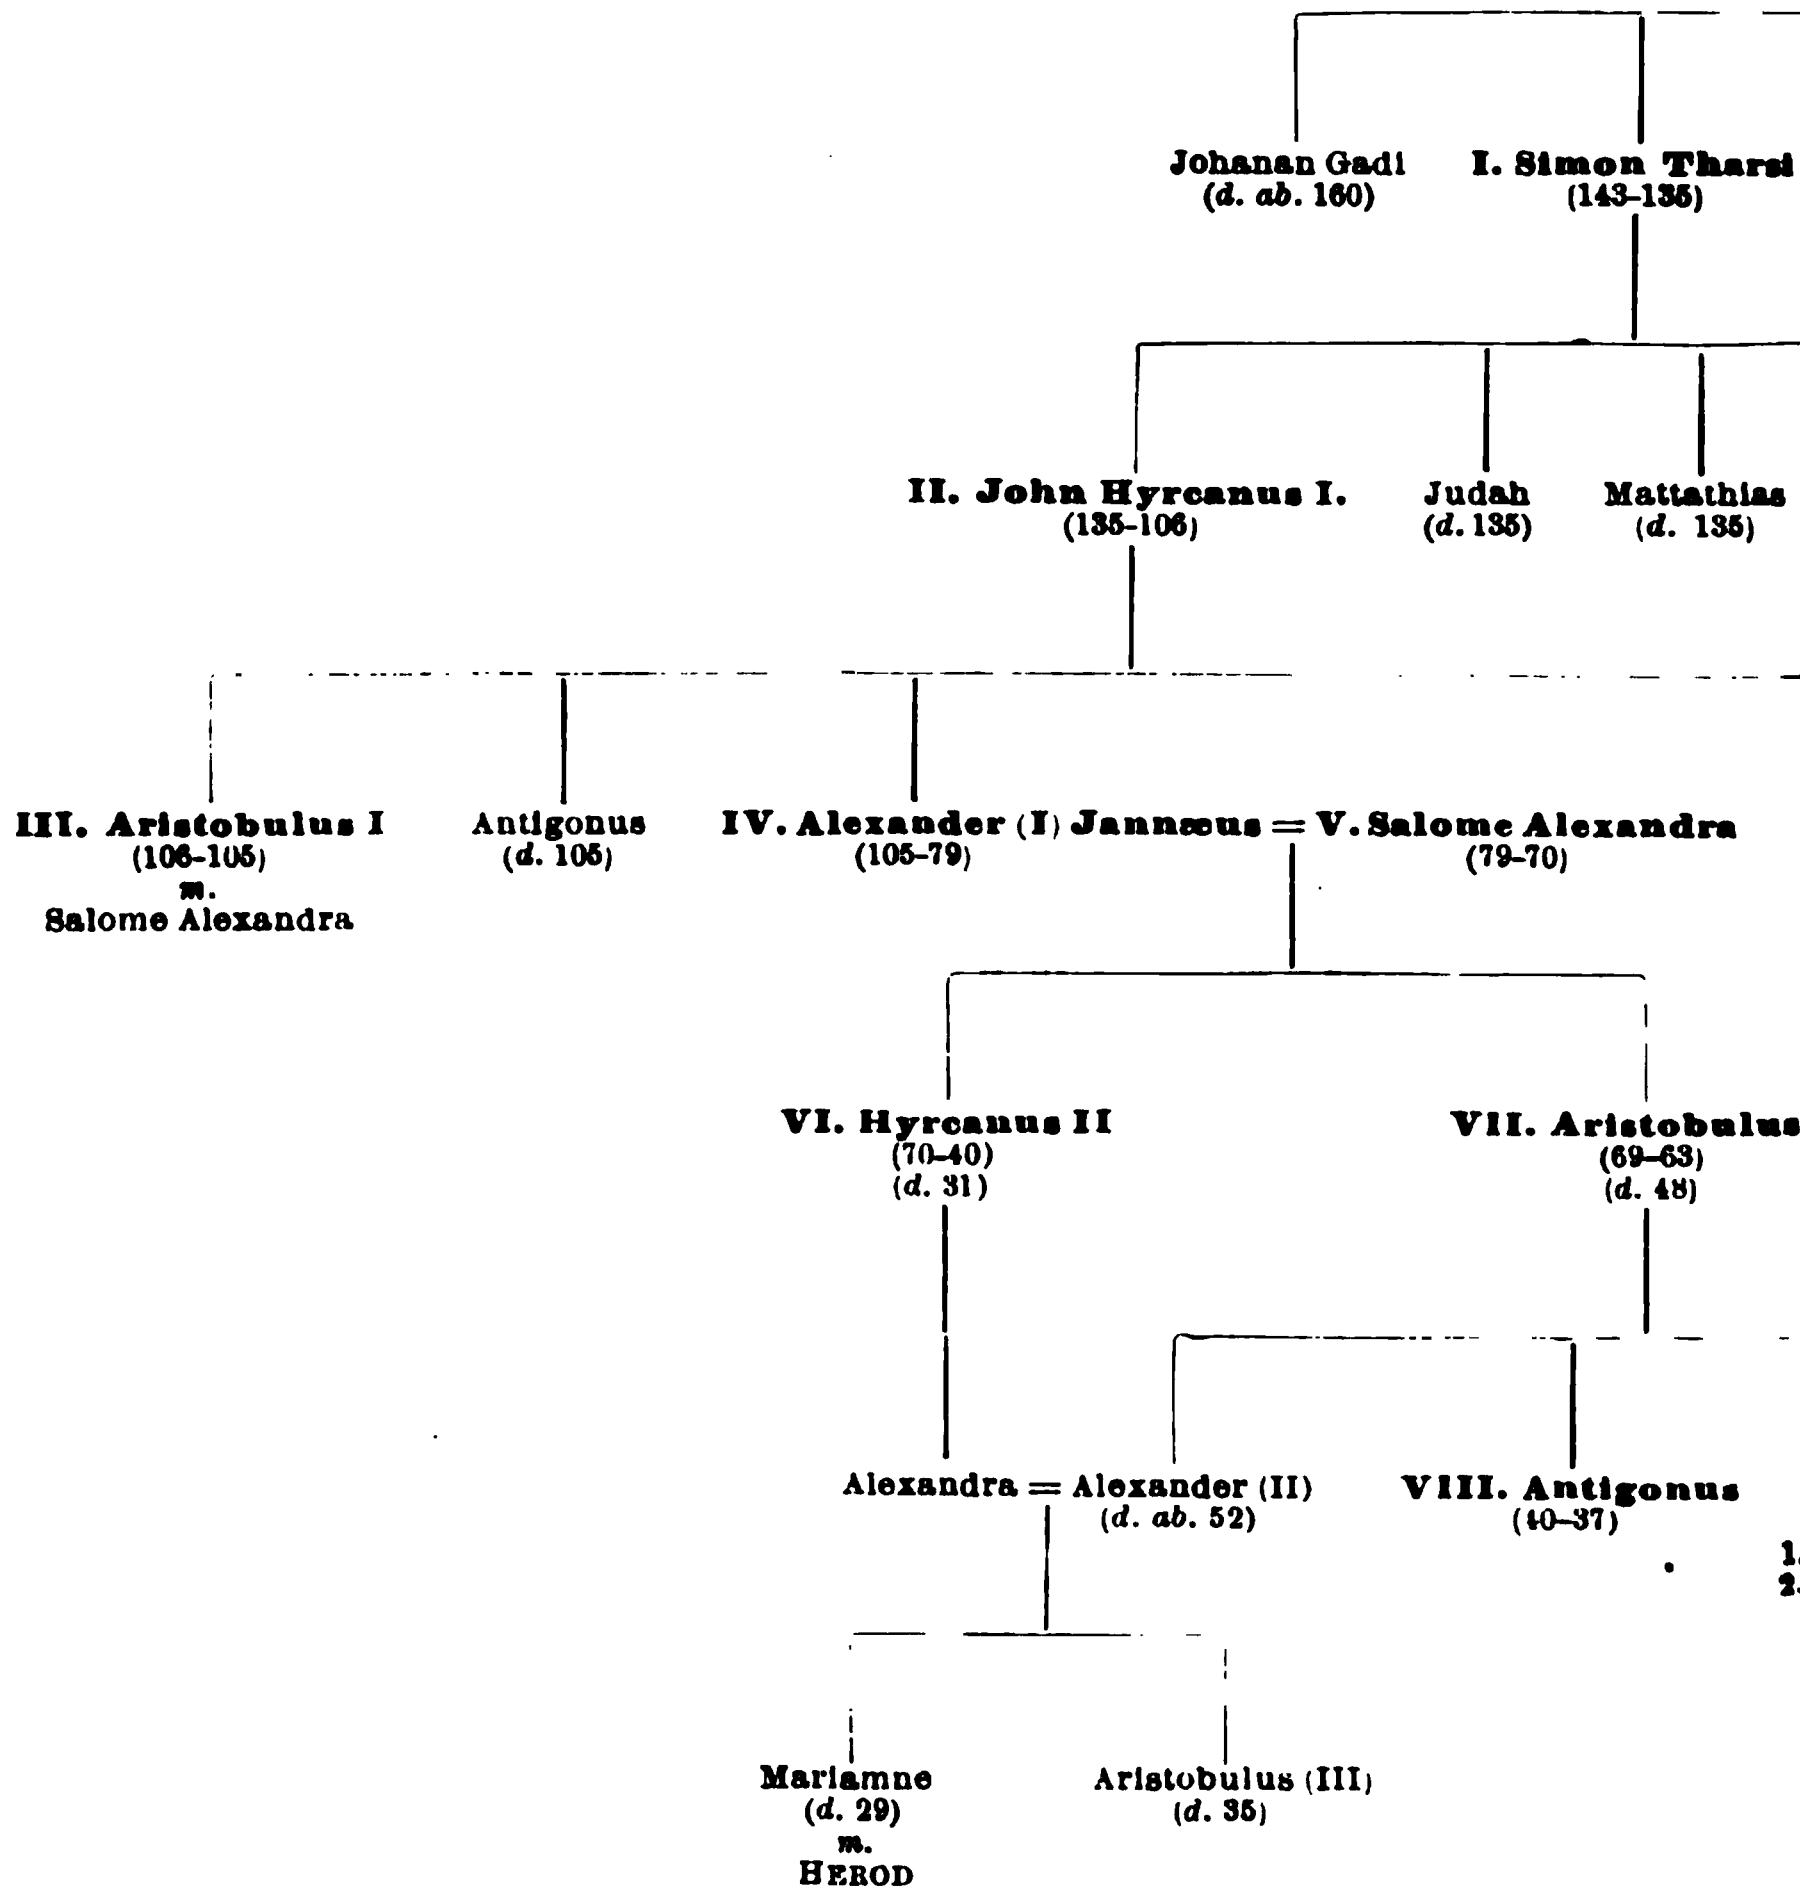 Johanan Gadi
(d. ab. 160)
I. Simon Tharsi
(143-135)
II. John Hyrcanus I.
(135-106)
Judah
(d. 135)
Mattathias
(d. 135)
III. Aristobulus I
(106-105)
m.
Salome Alexandra
Antigonus
(d. 105)
IV. Alexander (I) Jannæus = V. Salome Alexandra
(105-79)
(79-70)
VI. Hyrcanus II
(70-40)
(d. 31)
VII. Aristobulus
(69-63)
(d. 48)
Alexandra = Alexander (II)
(d. ab. 52)
VIII. Antigonus
(40-37)
1.
2.
Mariamne
(d. 29)
m.
HEROD
Aristobulus (III)
(d. 35)